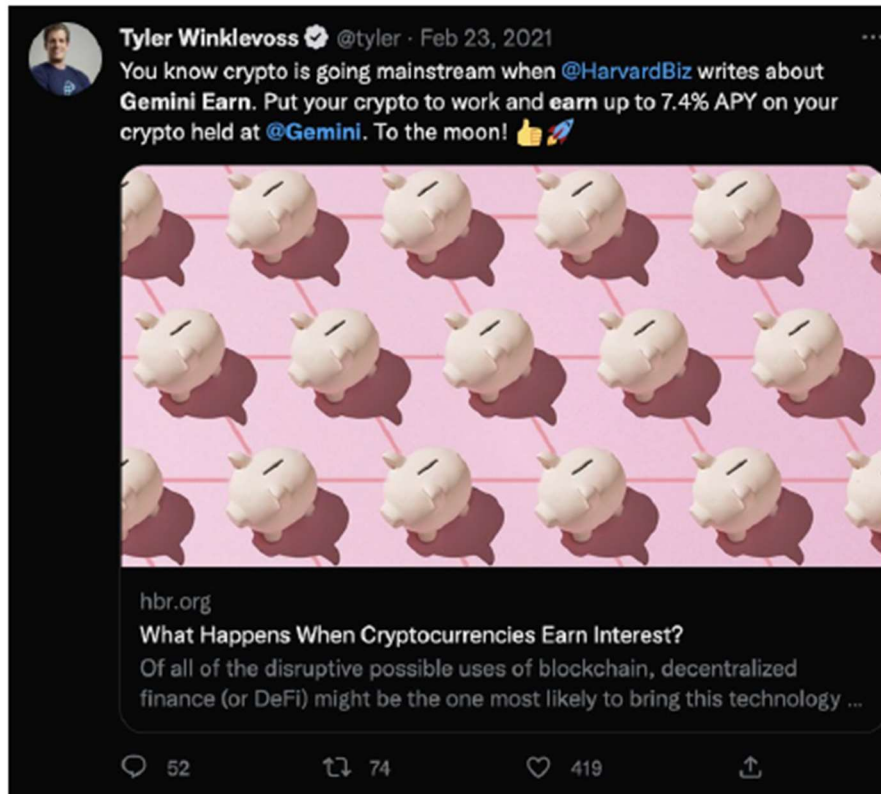 Tyler Winklevoss @tyler · Feb 23, 2021
You know crypto is going mainstream when @HarvardBiz writes about
Gemini Earn. Put your crypto to work and earn up to 7.4% APY on your
crypto held at @Gemini. To the moon! 👍🚀
hbr.org
What Happens When Cryptocurrencies Earn Interest?
Of all of the disruptive possible uses of blockchain, decentralized
finance (or DeFi) might be the one most likely to bring this technology ...
52 74 419